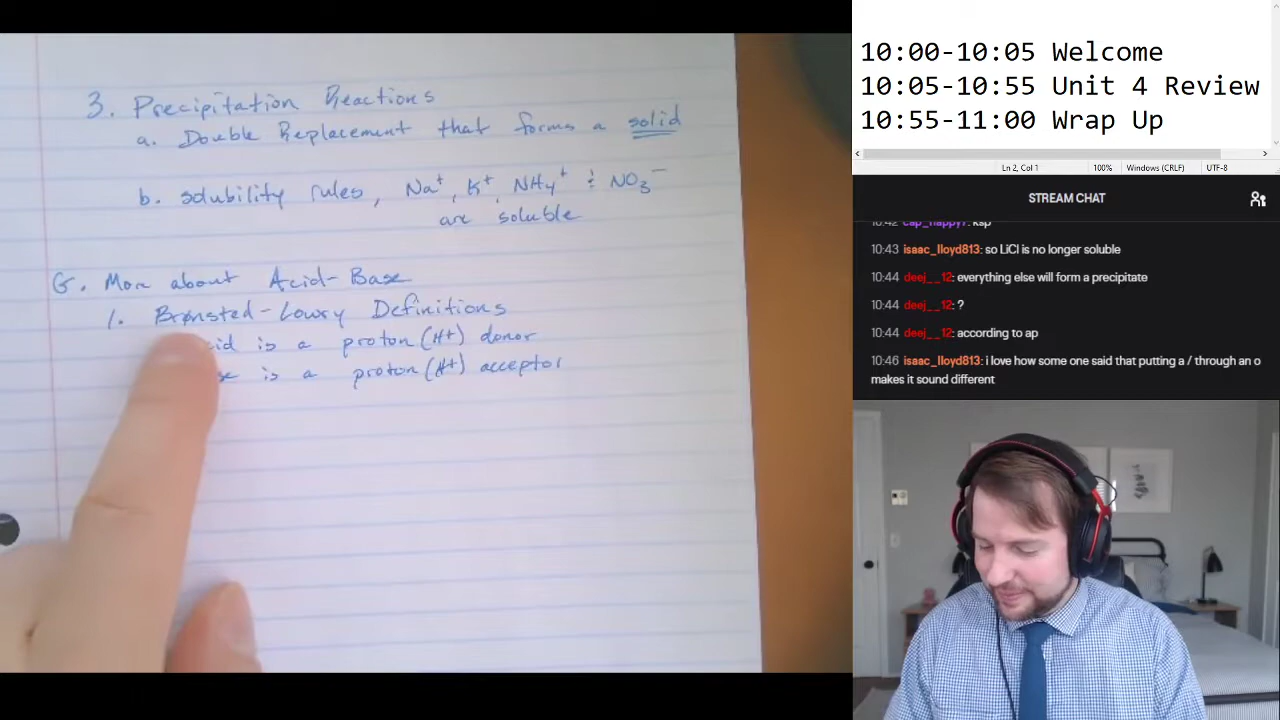 3. Precipitation Reactions
a. Double Replacement that forms a solid
b. solubility rules, Na⁺, K⁺, NH₄⁺ & NO₃⁻
are soluble
G. More about Acid-Base
1. Brønsted-Lowry Definitions
is a proton (H+) donor
is a proton (H+) acceptor
10:00-10:05 Welcome
10:05-10:55 Unit 4 Review
10:55-11:00 Wrap Up
Ln 2, Col 1 100% Windows (CRLF) UTF-8
STREAM CHAT
10:42 cap_happy7: ksp
10:43 isaac_lloyd813: so LiCl is no longer soluble
10:44 deej__12: everything else will form a precipitate
10:44 deej__12: ?
10:44 deej__12: according to ap
10:46 isaac_lloyd813: i love how some one said that putting a / through an o
makes it sound different